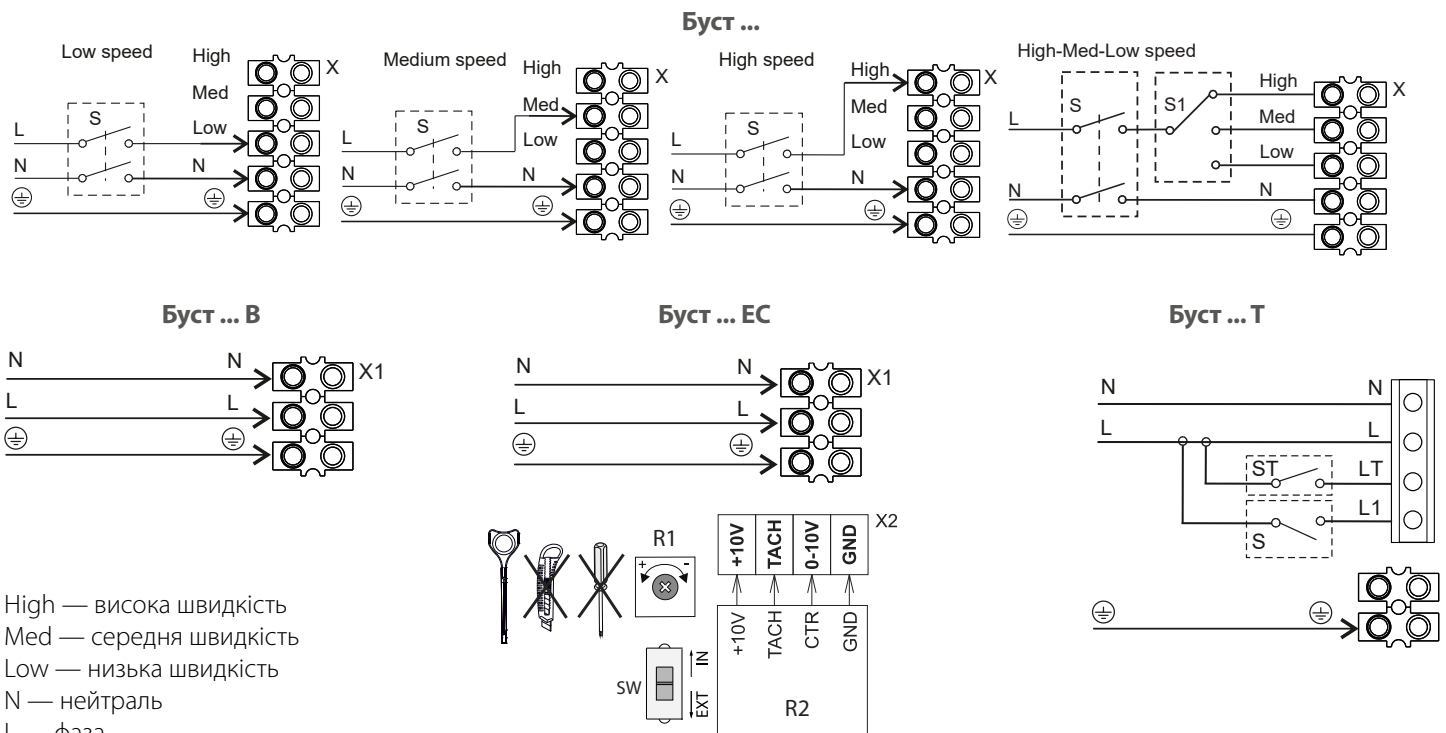 Буст ...
Low speed
High
Med
Low
X
S
L
N
N
Medium speed
High
Med
Low
X
S
L
N
N
High speed
High
Med
Low
X
S
L
N
N
High-Med-Low speed
High
Med
Low
X
S
S1
L
N
N
Буст ... В
N
N
X1
L
L
Буст ... ЕС
N
N
X1
L
L
R1
+ -
+10V TACH 0-10V GND
X2
+10V TACH CTR GND
SW
IN
EXT
R2
Буст ... Т
N
N
L
L
ST
LT
S
L1
High — висока швидкість
Med — середня швидкість
Low — низька швидкість
N — нейтраль
L — фаза